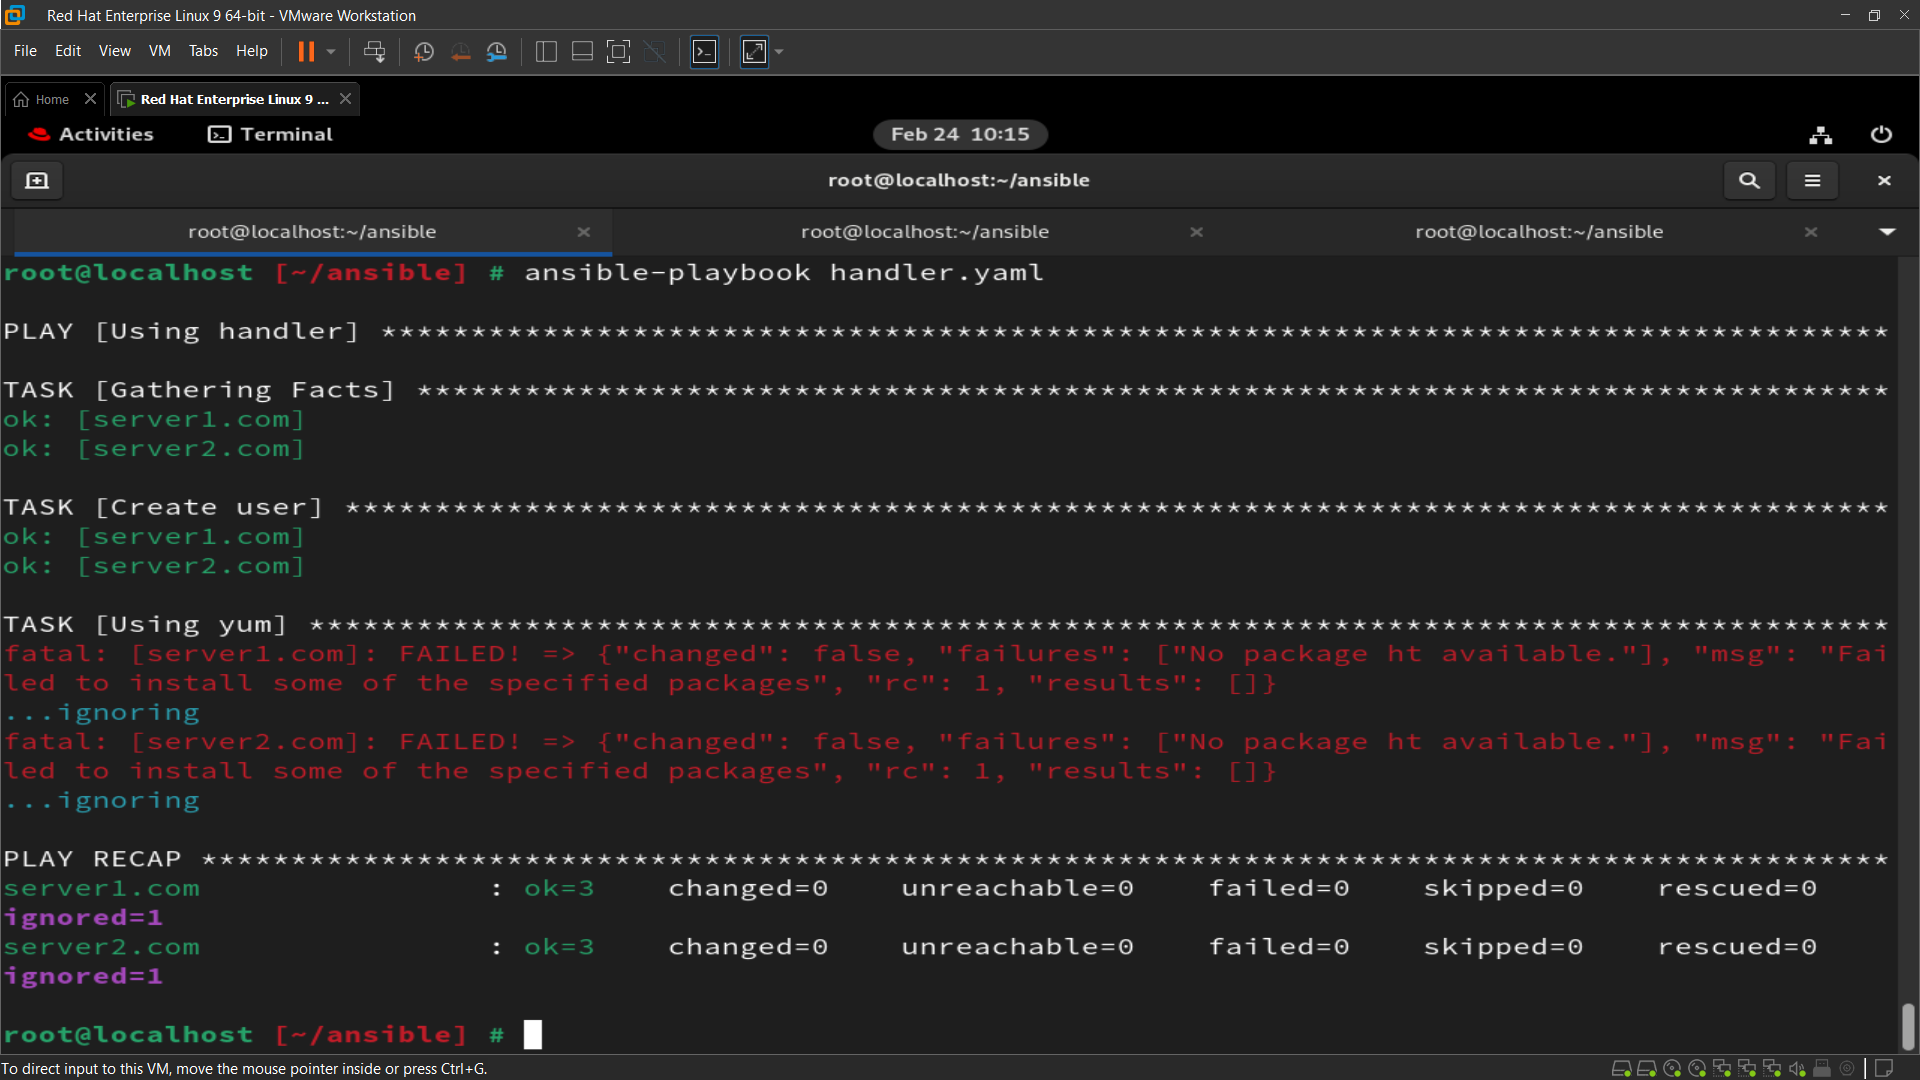 Red Hat Enterprise Linux 9 64-bit - VMware Workstation
File Edit View VM Tabs Help
Home
Red Hat Enterprise Linux 9 ...
Activities Terminal Feb 24 10:15
root@localhost:~/ansible
root@localhost:~/ansible root@localhost:~/ansible root@localhost:~/ansible
root@localhost [~/ansible] # ansible-playbook handler.yaml
PLAY [Using handler] ************************************************************************************
TASK [Gathering Facts] **********************************************************************************
ok: [server1.com]
ok: [server2.com]
TASK [Create user] **************************************************************************************
ok: [server1.com]
ok: [server2.com]
TASK [Using yum] ****************************************************************************************
fatal: [server1.com]: FAILED! => {"changed": false, "failures": ["No package ht available."], "msg": "Fai
led to install some of the specified packages", "rc": 1, "results": []}
...ignoring
fatal: [server2.com]: FAILED! => {"changed": false, "failures": ["No package ht available."], "msg": "Fai
led to install some of the specified packages", "rc": 1, "results": []}
...ignoring
PLAY RECAP **********************************************************************************************
server1.com : ok=3 changed=0 unreachable=0 failed=0 skipped=0 rescued=0
ignored=1
server2.com : ok=3 changed=0 unreachable=0 failed=0 skipped=0 rescued=0
ignored=1
root@localhost [~/ansible] #
To direct input to this VM, move the mouse pointer inside or press Ctrl+G.